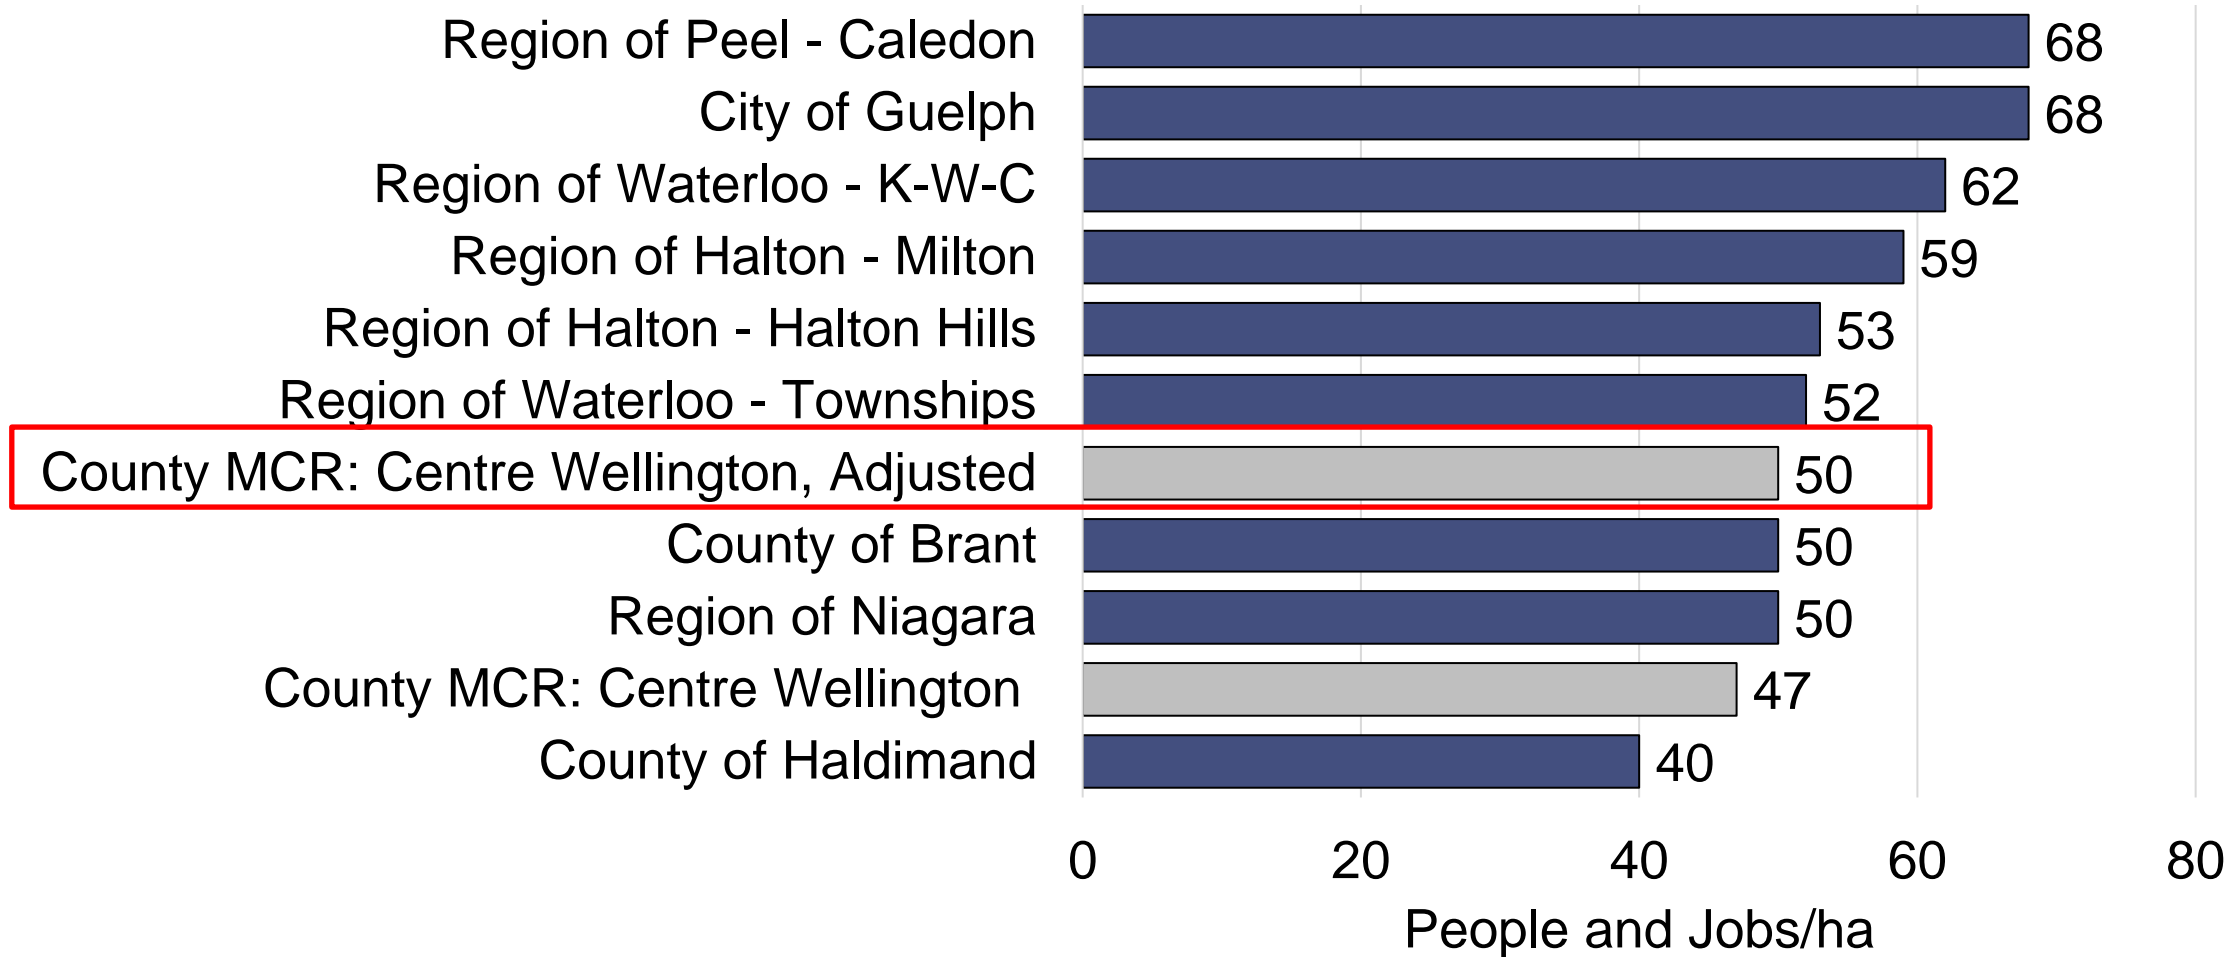 Region of Peel - Caledon 68
City of Guelph 68
Region of Waterloo - K-W-C 62
Region of Halton - Milton 59
Region of Halton - Halton Hills 53
Region of Waterloo - Townships 52
County MCR: Centre Wellington, Adjusted 50
County of Brant 50
Region of Niagara 50
County MCR: Centre Wellington 47
County of Haldimand 40
0 20 40 60 80
People and Jobs/ha